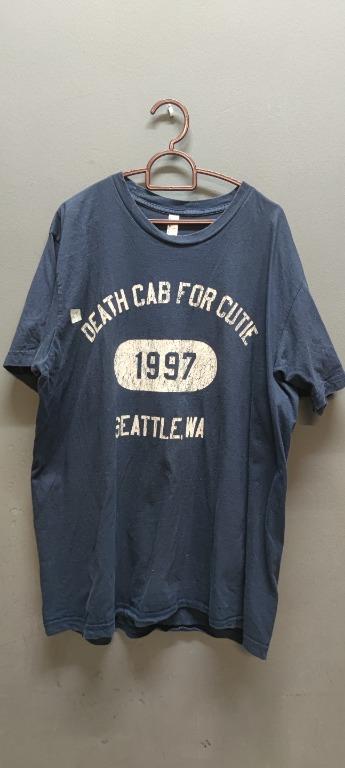 DEATH CAB FOR CUTIE
1997
SEATTLE, WA